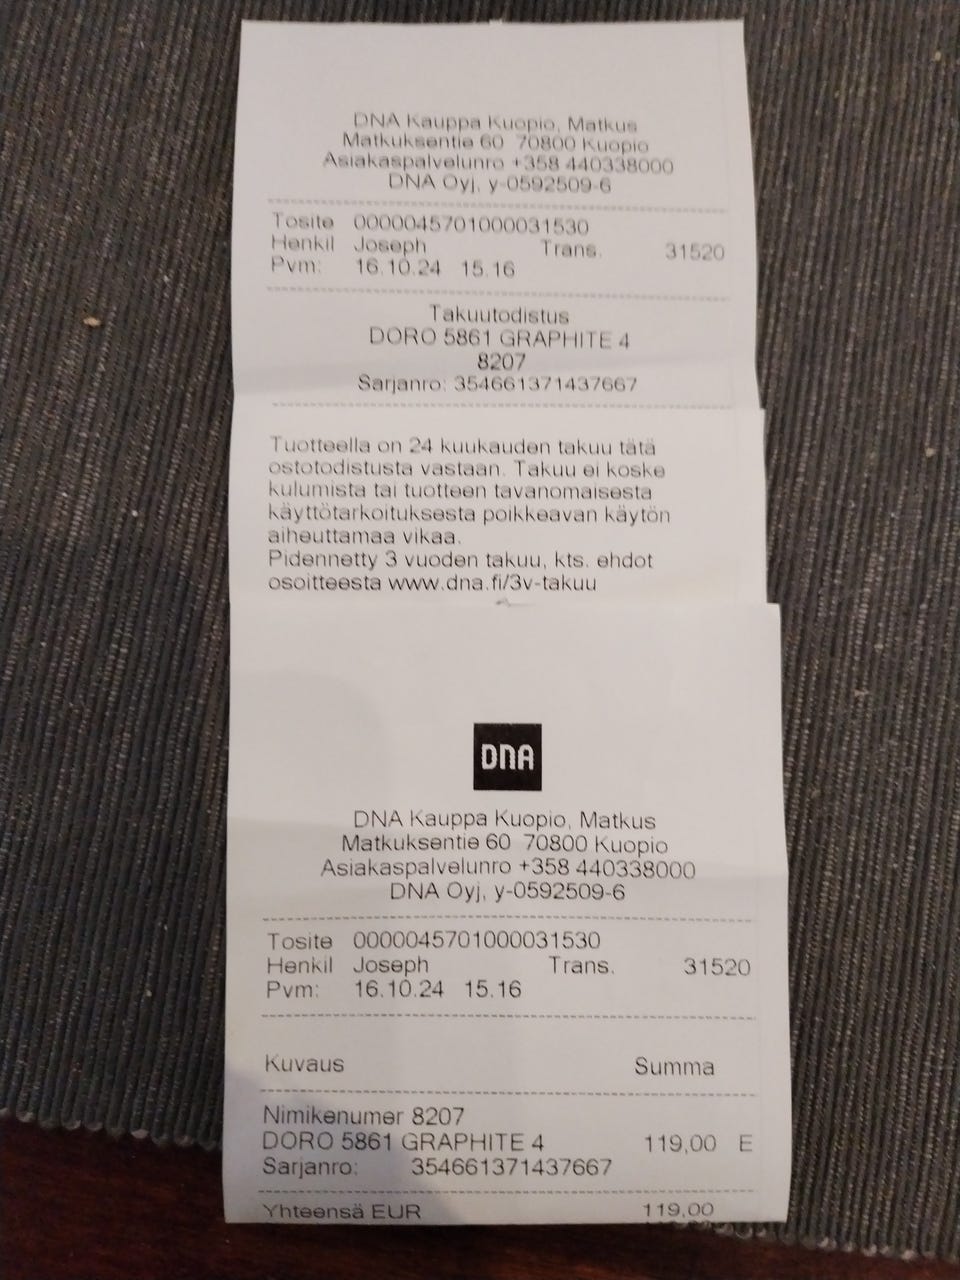 DNA Kauppa Kuopio, Matkus
Matkuksentie 60 70800 Kuopio
Asiakaspalvelunro +358 440338000
DNA Oyj, y-0592509-6
Tosite 0000045701000031530
Henkil Joseph Trans. 31520
Pvm: 16.10.24 15.16
Takuutodistus
DORO 5861 GRAPHITE 4
8207
Sarjanro: 354661371437667
Tuotteella on 24 kuukauden takuu tätä
ostotodistusta vastaan. Takuu ei koske
kulumista tai tuotteen tavanomaisesta
käyttötarkoituksesta poikkeavan käytön
aiheuttamaa vikaa.
Pidennetty 3 vuoden takuu, kts. ehdot
osoitteesta www.dna.fi/3v-takuu
DNA
DNA Kauppa Kuopio, Matkus
Matkuksentie 60 70800 Kuopio
Asiakaspalvelunro +358 440338000
DNA Oyj, y-0592509-6
Tosite 0000045701000031530
Henkil Joseph Trans. 31520
Pvm: 16.10.24 15.16
Kuvaus Summa
Nimikenumer 8207
DORO 5861 GRAPHITE 4 119,00 E
Sarjanro: 354661371437667
Yhteensä EUR 119,00